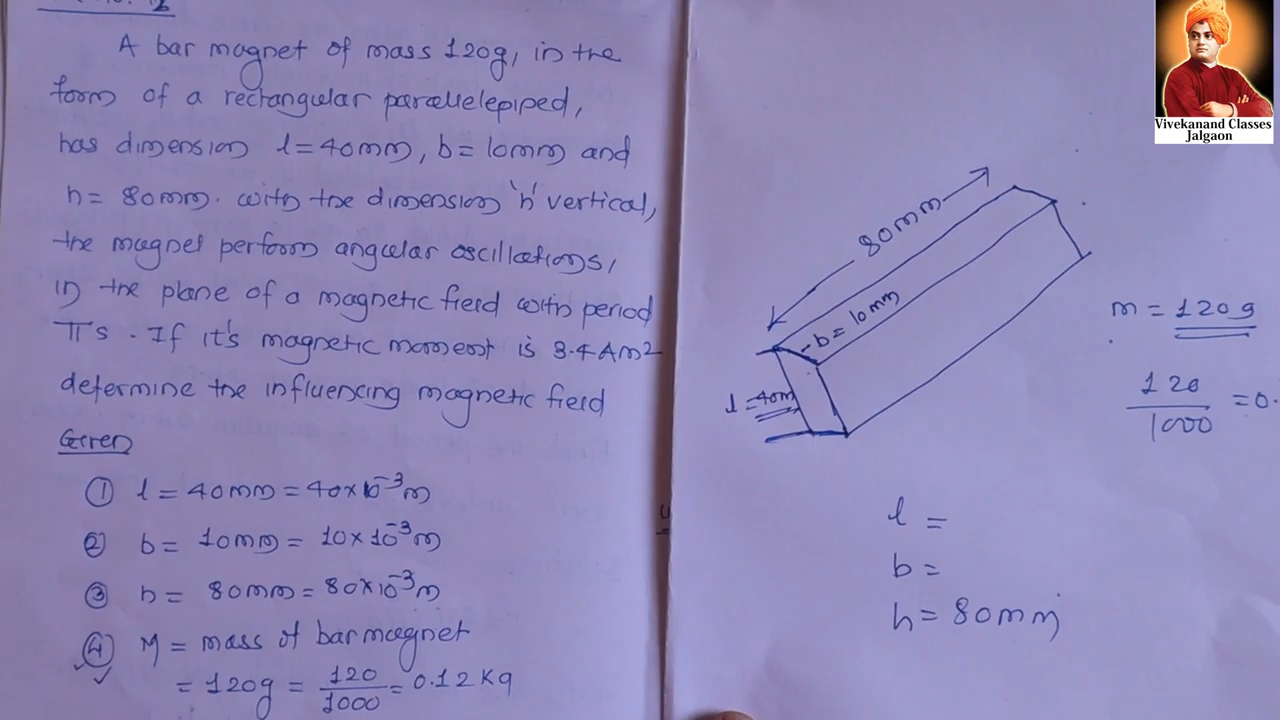 A bar magnet of mass 120g, in the
form of a rectangular parallelepiped,
has dimension l=40mm, b=10mm and
h= 80mm. with the dimension 'h' vertical,
the magnet perform angular oscillations,
in the plane of a magnetic field with period
πs. If it's magnetic moment is 3.4 Am2
determine the influencing magnetic field
Given
① l = 40mm = 40×10⁻³m
② b = 10mm = 10×10⁻³m
③ h = 80mm = 80×10⁻³m
④ M = mass of bar magnet
= 120g = 120/1000 = 0.12 Kg
80mm
b= 10mm
l=40m
m = 120g
120/1000 = 0.
l =
b =
h = 80mm
Vivekanand Classes
Jalgaon